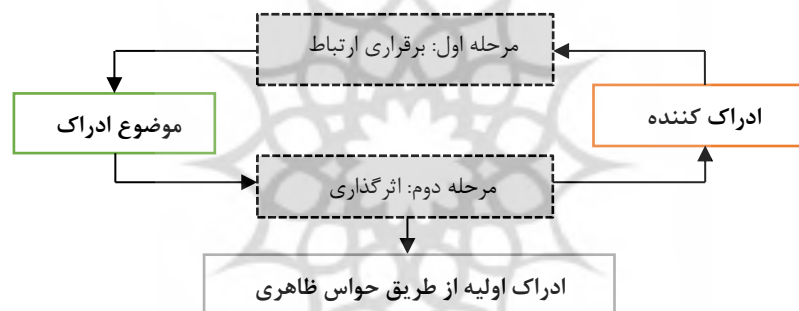 مرحله اول: برقراری ارتباط
ادراک کننده
موضوع ادراک
مرحله دوم: اثرگذاری
ادراک اولیه از طریق حواس ظاهری